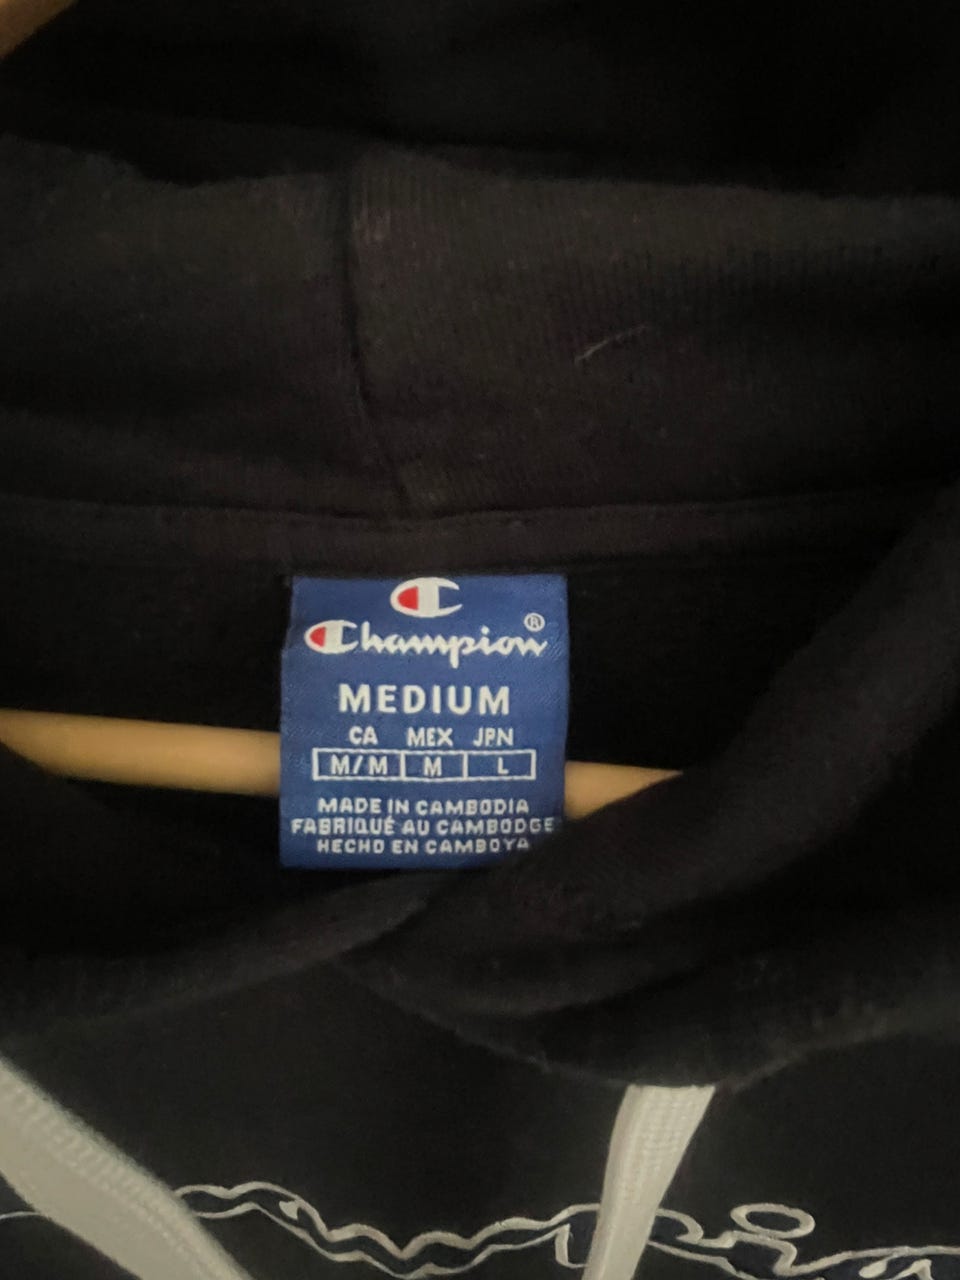 Champion®
MEDIUM
CA MEX JPN
M/M M L
MADE IN CAMBODIA
FABRIQUÉ AU CAMBODGE
HECHO EN CAMBOYA